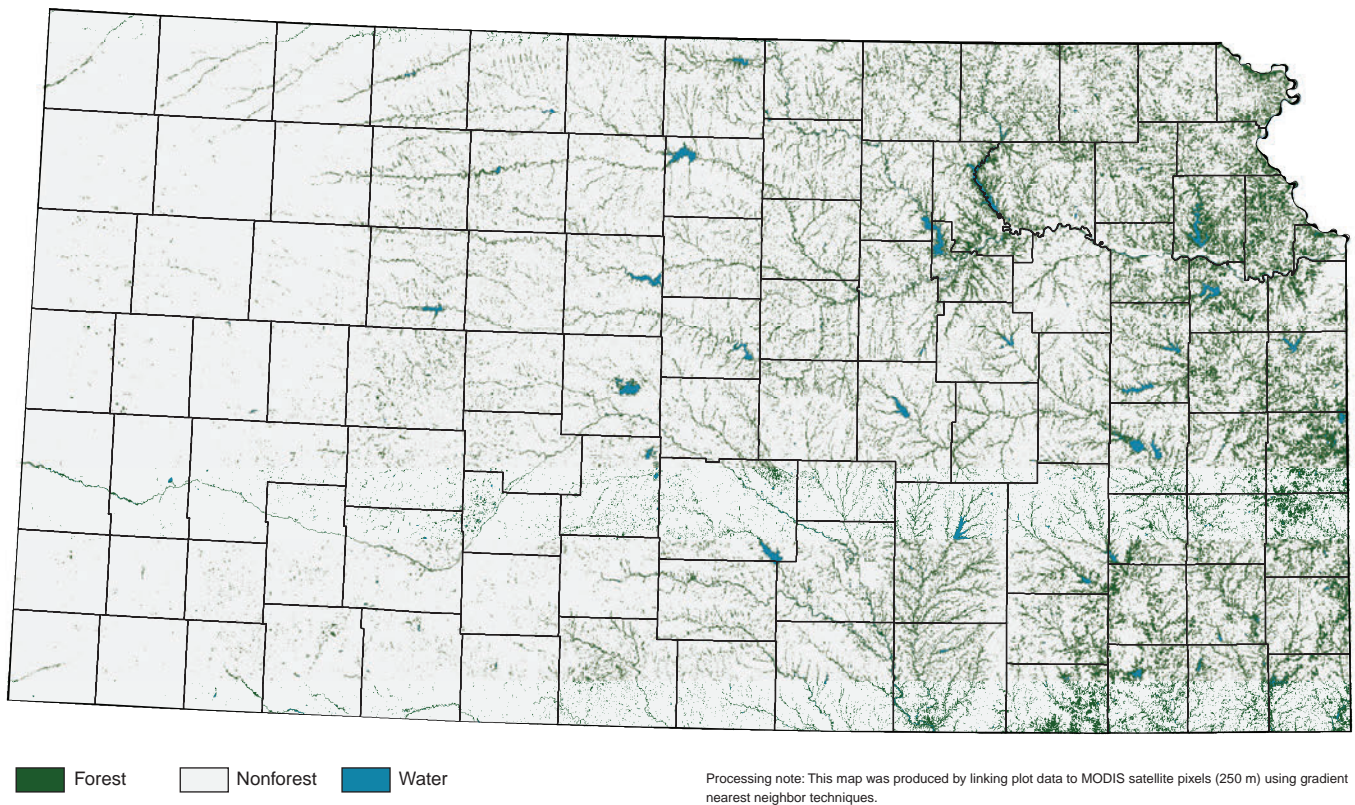 Forest
Nonforest
Water
Processing note: This map was produced by linking plot data to MODIS satellite pixels (250 m) using gradient
nearest neighbor techniques.